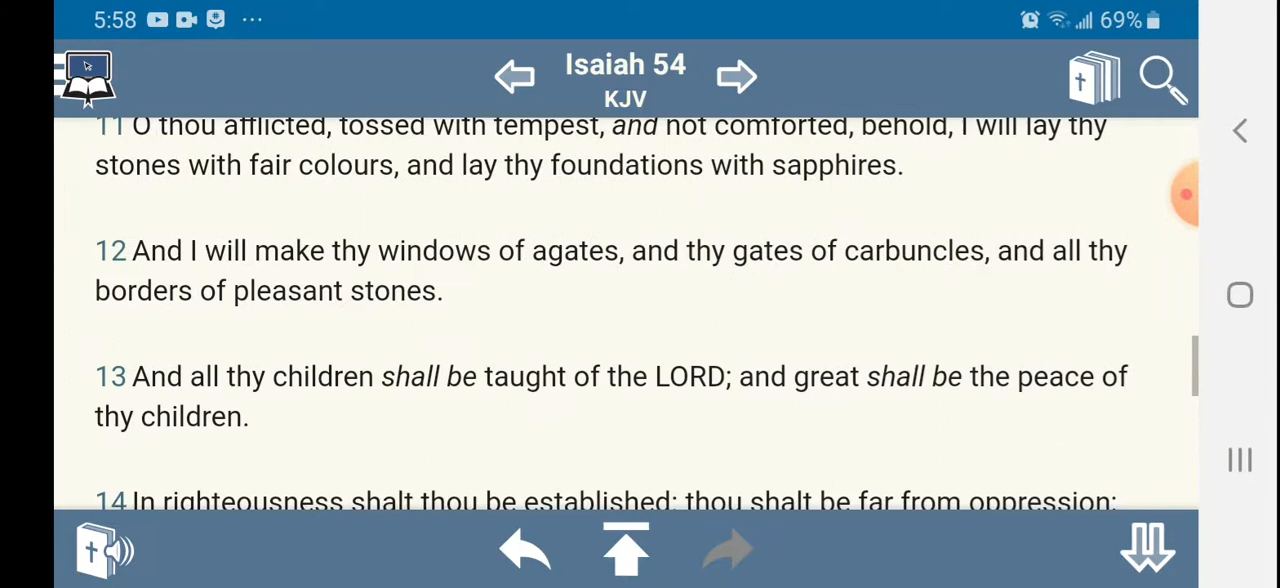 5:58 ... 69%
Isaiah 54
KJV
11 O thou afflicted, tossed with tempest, and not comforted, behold, I will lay thy
stones with fair colours, and lay thy foundations with sapphires.
12 And I will make thy windows of agates, and thy gates of carbuncles, and all thy
borders of pleasant stones.
13 And all thy children shall be taught of the LORD; and great shall be the peace of
thy children.
14 In righteousness shalt thou be established: thou shalt be far from oppression;